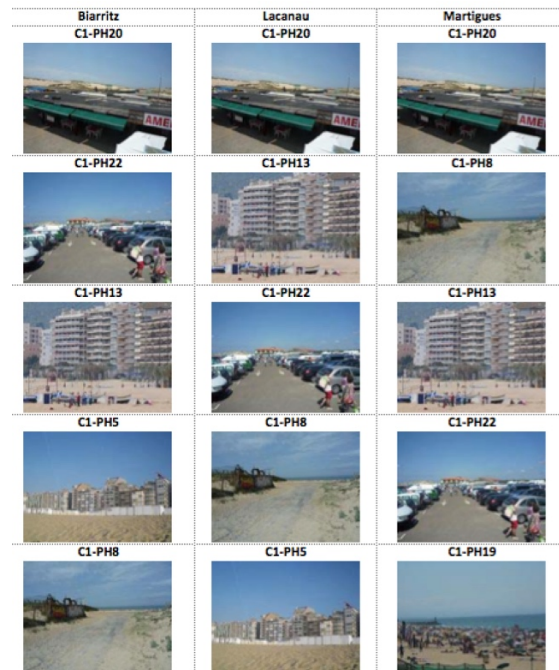 Biarritz Lacanau Martigues
C1-PH20 C1-PH20 C1-PH20
AME AME AME
C1-PH22 C1-PH13 C1-PH8
C1-PH13 C1-PH22 C1-PH13
C1-PH5 C1-PH8 C1-PH22
C1-PH8 C1-PH5 C1-PH19